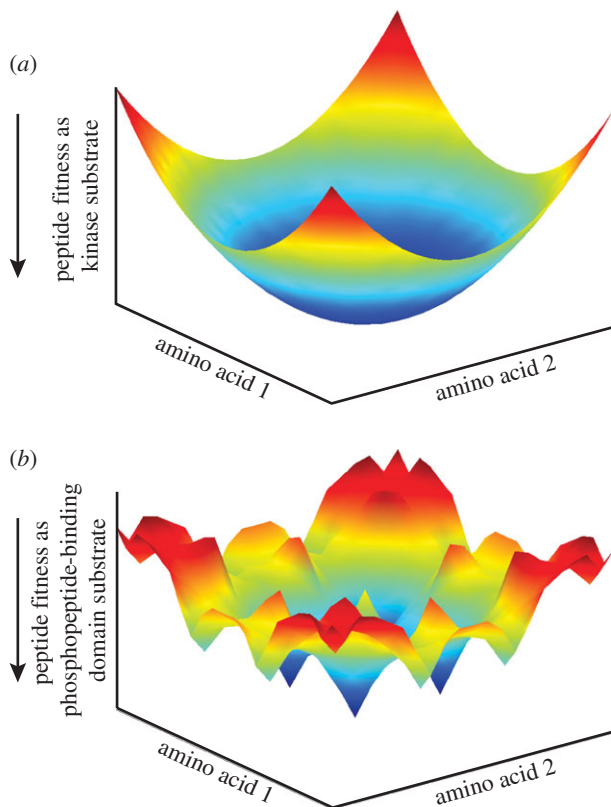 (a)
peptide fitness as
kinase substrate
amino acid 1
amino acid 2
(b)
peptide fitness as
phosphopeptide-binding
domain substrate
amino acid 1
amino acid 2